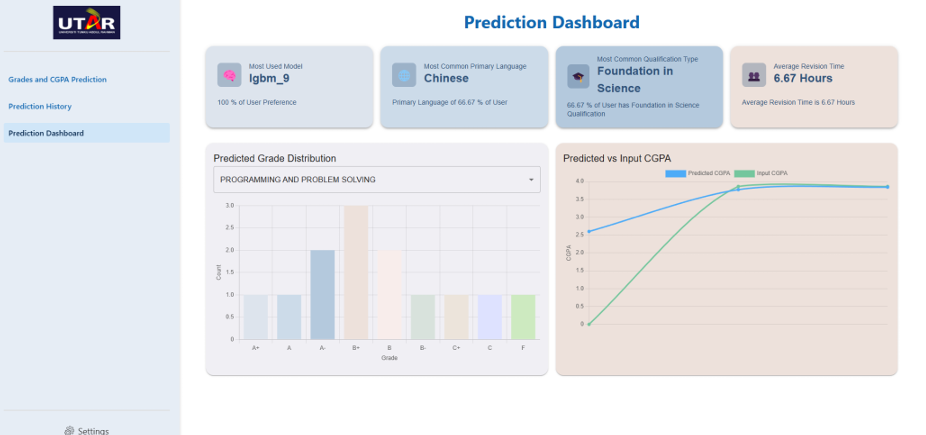 UTAR
Prediction Dashboard
Grades and CGPA Prediction
Prediction History
Prediction Dashboard
Settings
Most Used Model
lgbm_9
100 % of User Preference
Most Common Primary Language
Chinese
Primary Language of 66.67 % of User
Most Common Qualification Type
Foundation in
Science
66.67 % of User has Foundation in Science
Qualification
Average Revision Time
6.67 Hours
Average Revision Time is 6.67 Hours
Predicted Grade Distribution
PROGRAMMING AND PROBLEM SOLVING
3.0
2.5
2.0
1.5
1.0
0.5
0
Count
A+ A A- B+ B B- C+ C F
Grade
Predicted vs Input CGPA
Predicted CGPA Input CGPA
4.0
3.5
3.0
2.5
2.0
1.5
1.0
0.5
0
CGPA